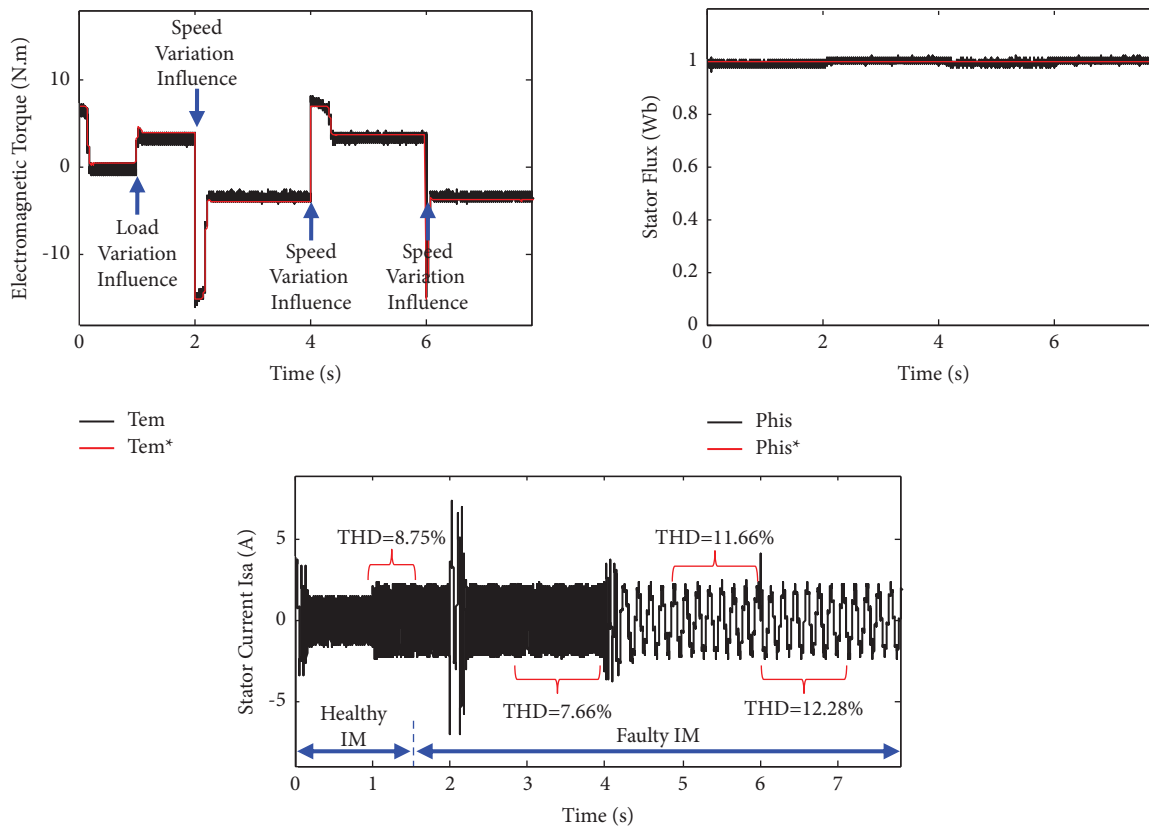 Speed
Variation
Influence
Electromagnetic Torque (N.m)
10
0
-10
Load
Variation
Influence
Speed
Variation
Influence
Speed
Variation
Influence
0
2
4
6
Time (s)
Tem
Tem*
Stator Flux (Wb)
1
0.8
0.6
0.4
0.2
0
0
2
4
6
Time (s)
Phis
Phis*
Stator Current Isa (A)
5
0
-5
THD=8.75%
THD=11.66%
THD=7.66%
THD=12.28%
Healthy
IM
Faulty IM
0
1
2
3
4
5
6
7
Time (s)